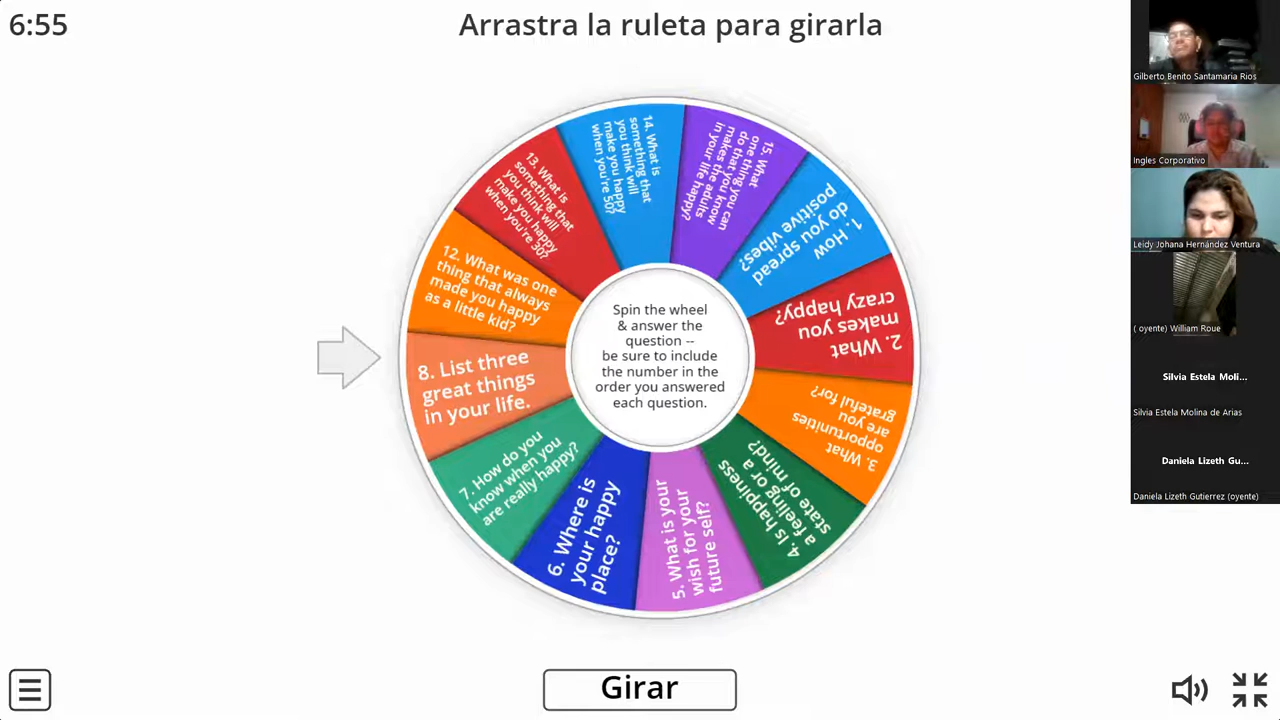 6:55
Arrastra la ruleta para girarla
14. What is
something that
you think will
make you happy
when you're 50?
15. What
one thing you can
do that you know
makes the adults
in your life happy?
1. How
do you spread
positive vibes?
2. What
makes you
crazy happy?
3. What
opportunities
are you
grateful for?
4. Is happiness
a feeling or a
state of mind?
5. What is your
wish for your
future self?
6. Where is
your happy
place?
7. How do you
know when you
are really happy?
8. List three
great things
in your life.
12. What was one
thing that always
made you happy
as a little kid?
13. What is
something that
you think will
make you happy
when you're 30?
Spin the wheel
& answer the
question --
be sure to include
the number in the
order you answered
each question.
Girar
Gilberto Benito Santamaria Rios
Ingles Corporativo
Leidy Johana Hernández Ventura
( oyente) William Roue
Silvia Estela Moli...
Silvia Estela Molina de Arias
Daniela Lizeth Gu...
Daniela Lizeth Gutierrez (oyente)